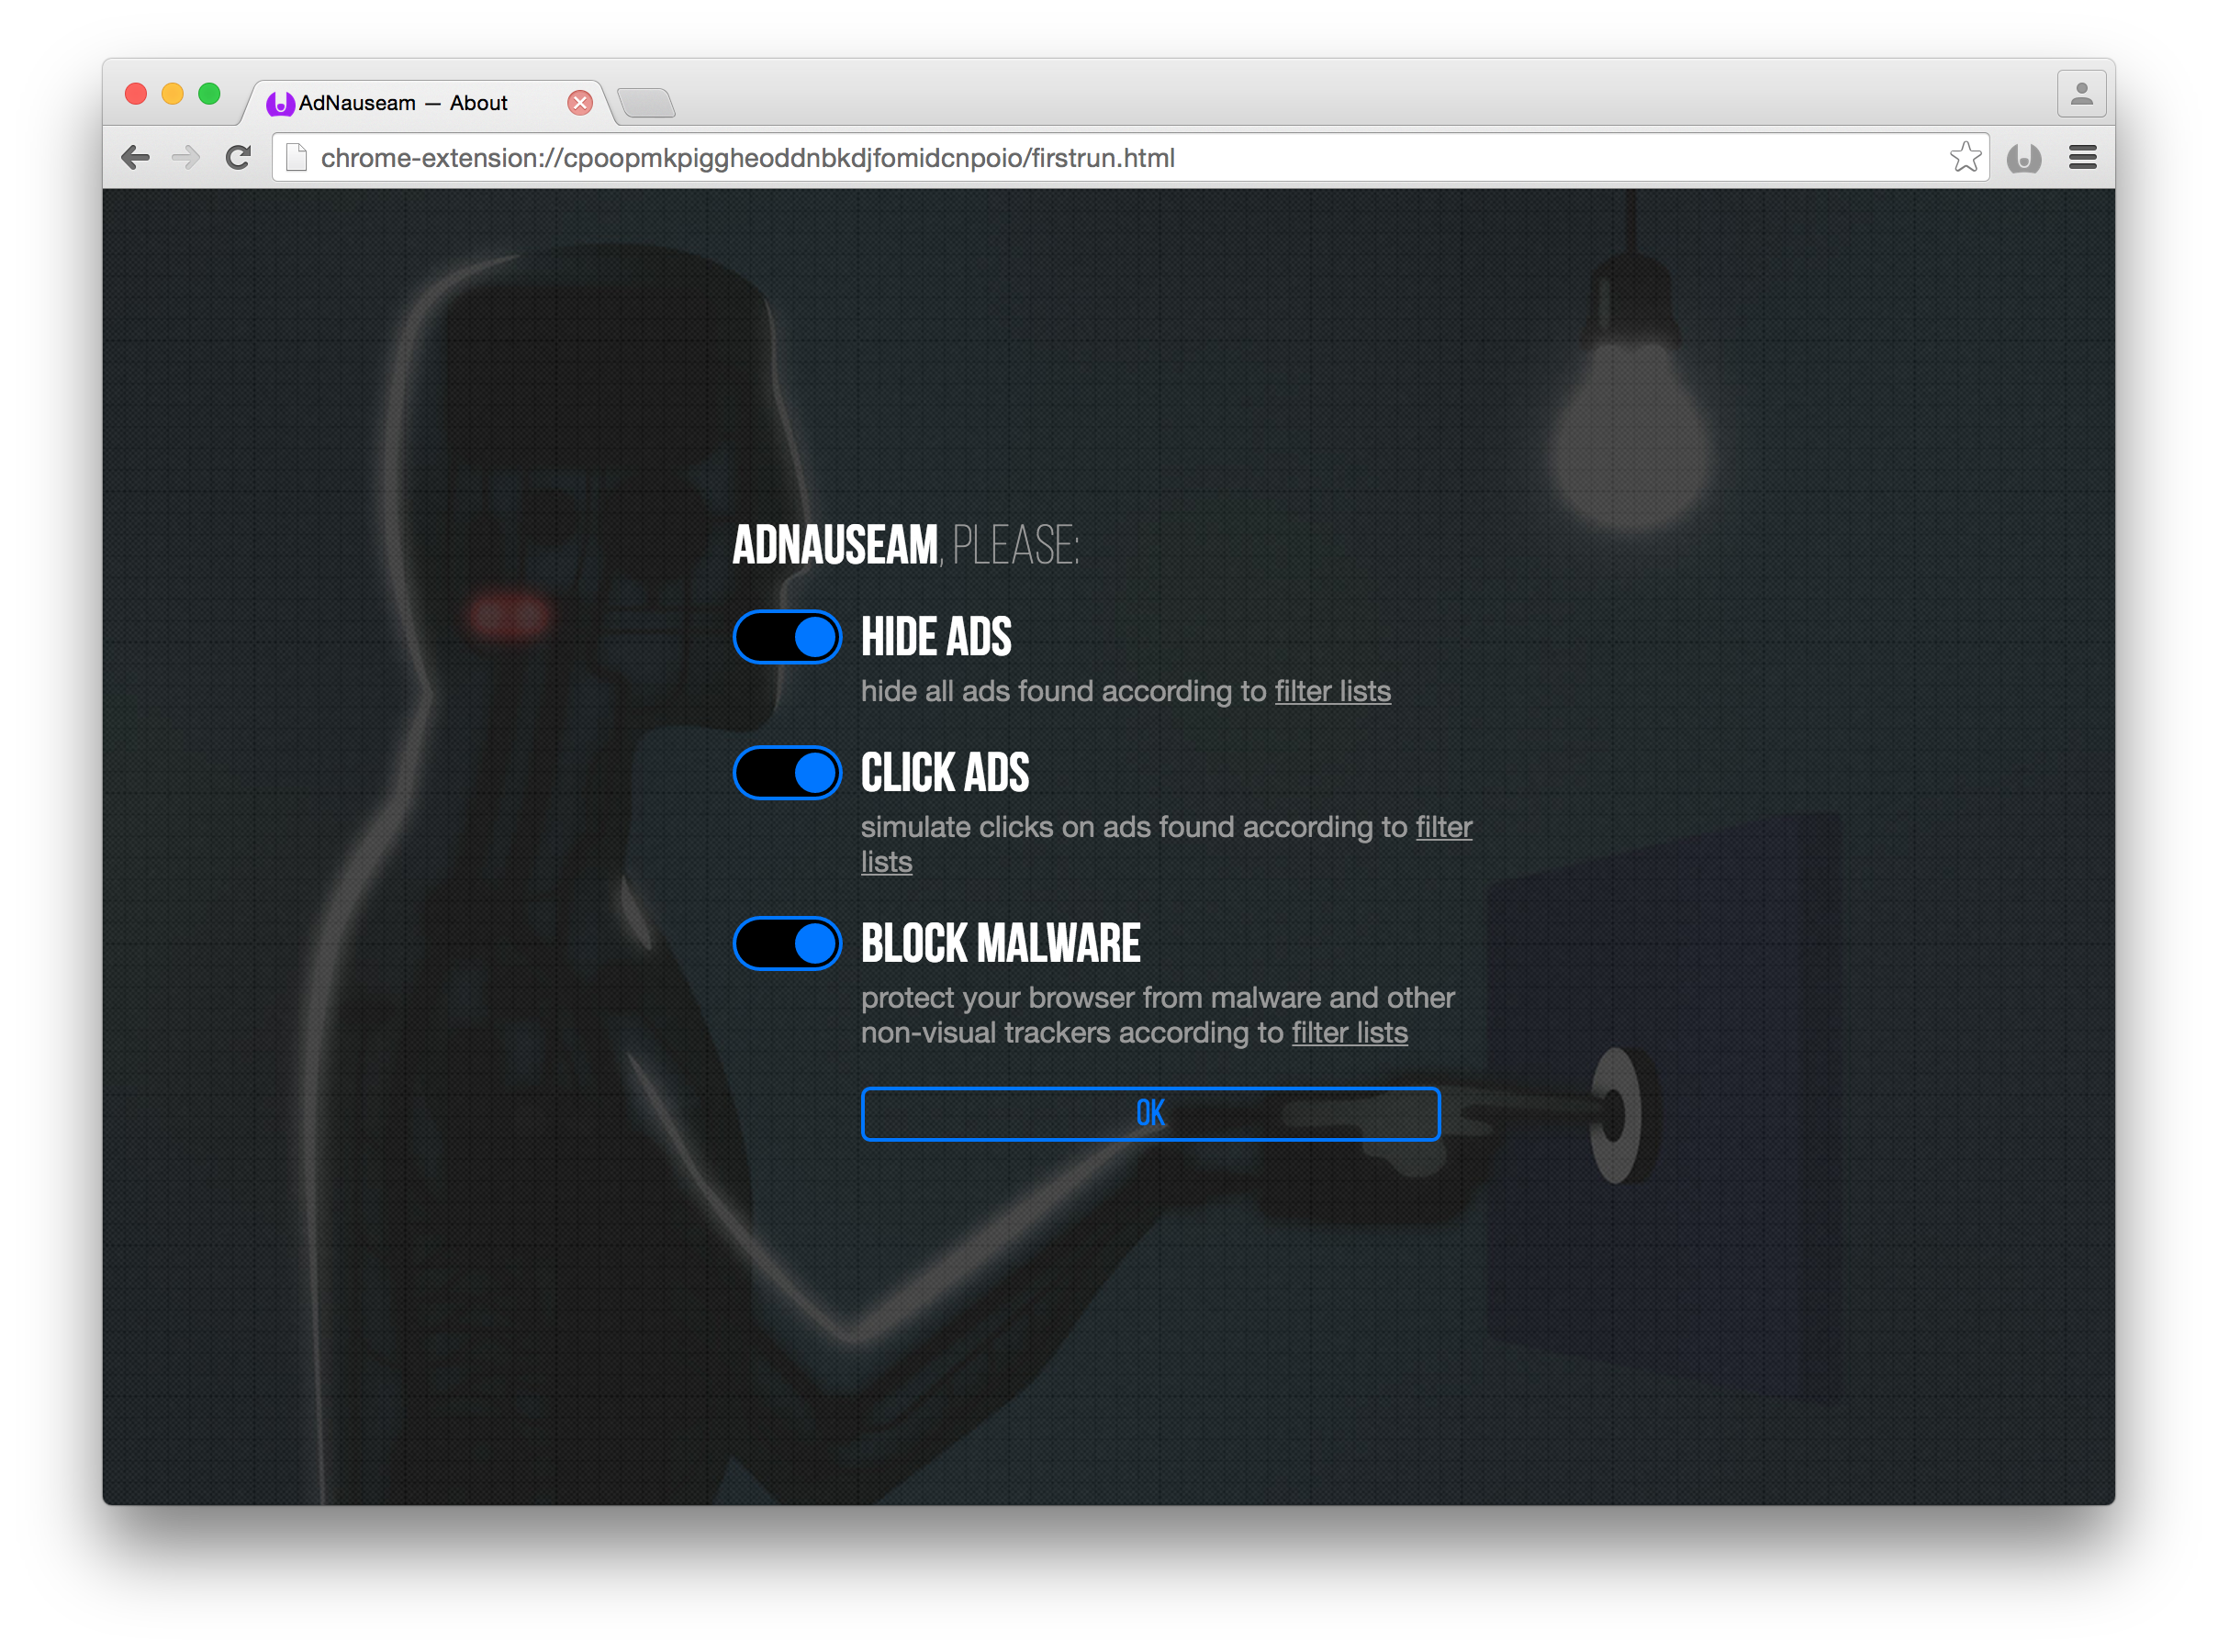 AdNauseam — About
chrome-extension://cpoopmkpiggheoddnbkdjfomidcnpoio/firstrun.html
ADNAUSEAM, PLEASE:
HIDE ADS
hide all ads found according to filter lists
CLICK ADS
simulate clicks on ads found according to filter
lists
BLOCK MALWARE
protect your browser from malware and other
non-visual trackers according to filter lists
OK